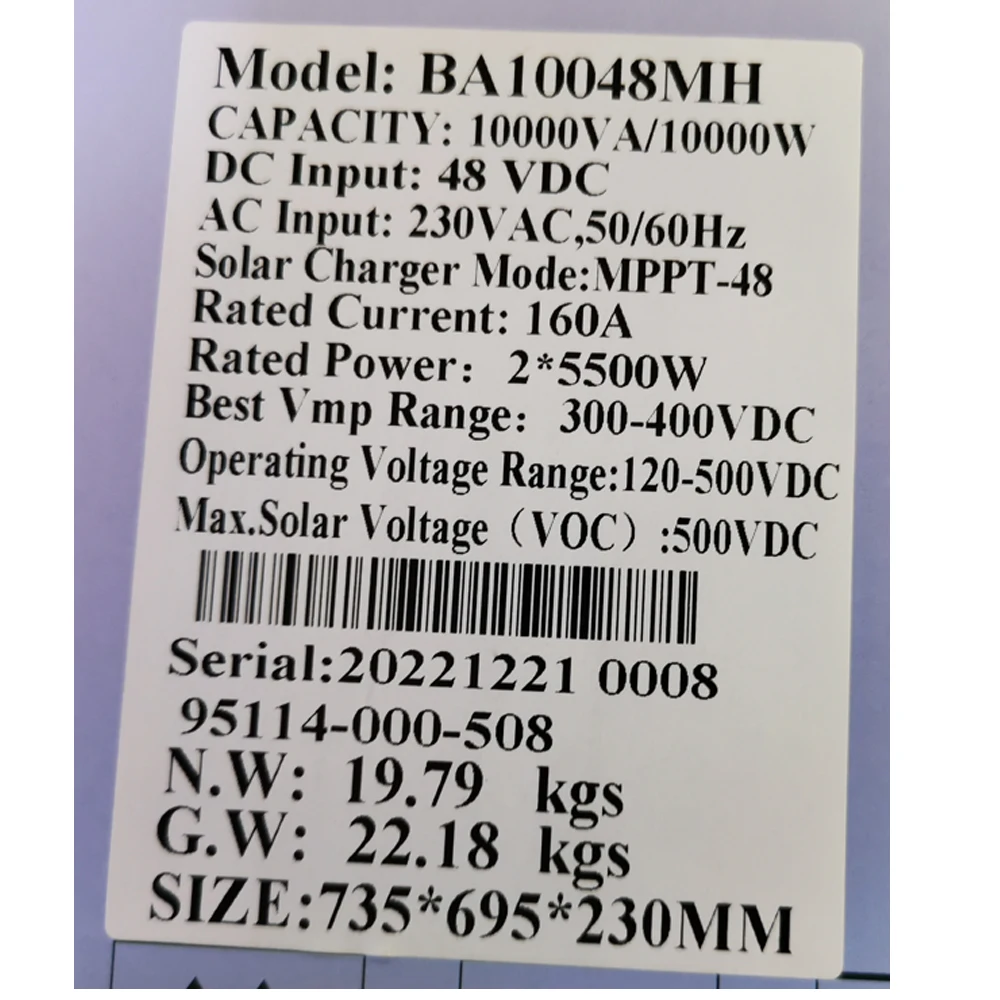 Model: BA10048MH
CAPACITY: 10000VA/10000W
DC Input: 48 VDC
AC Input: 230VAC,50/60Hz
Solar Charger Mode:MPPT-48
Rated Current: 160A
Rated Power： 2*5500W
Best Vmp Range： 300-400VDC
Operating Voltage Range:120-500VDC
Max.Solar Voltage（VOC）:500VDC
Serial:20221221 0008
95114-000-508
N.W: 19.79 kgs
G.W: 22.18 kgs
SIZE:735*695*230MM